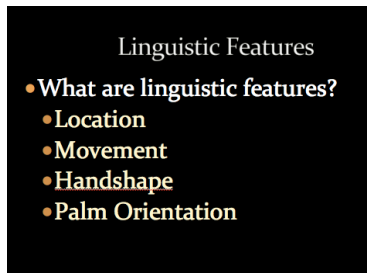 Linguistic Features
•What are linguistic features?
•Location
•Movement
•Handshape
•Palm Orientation